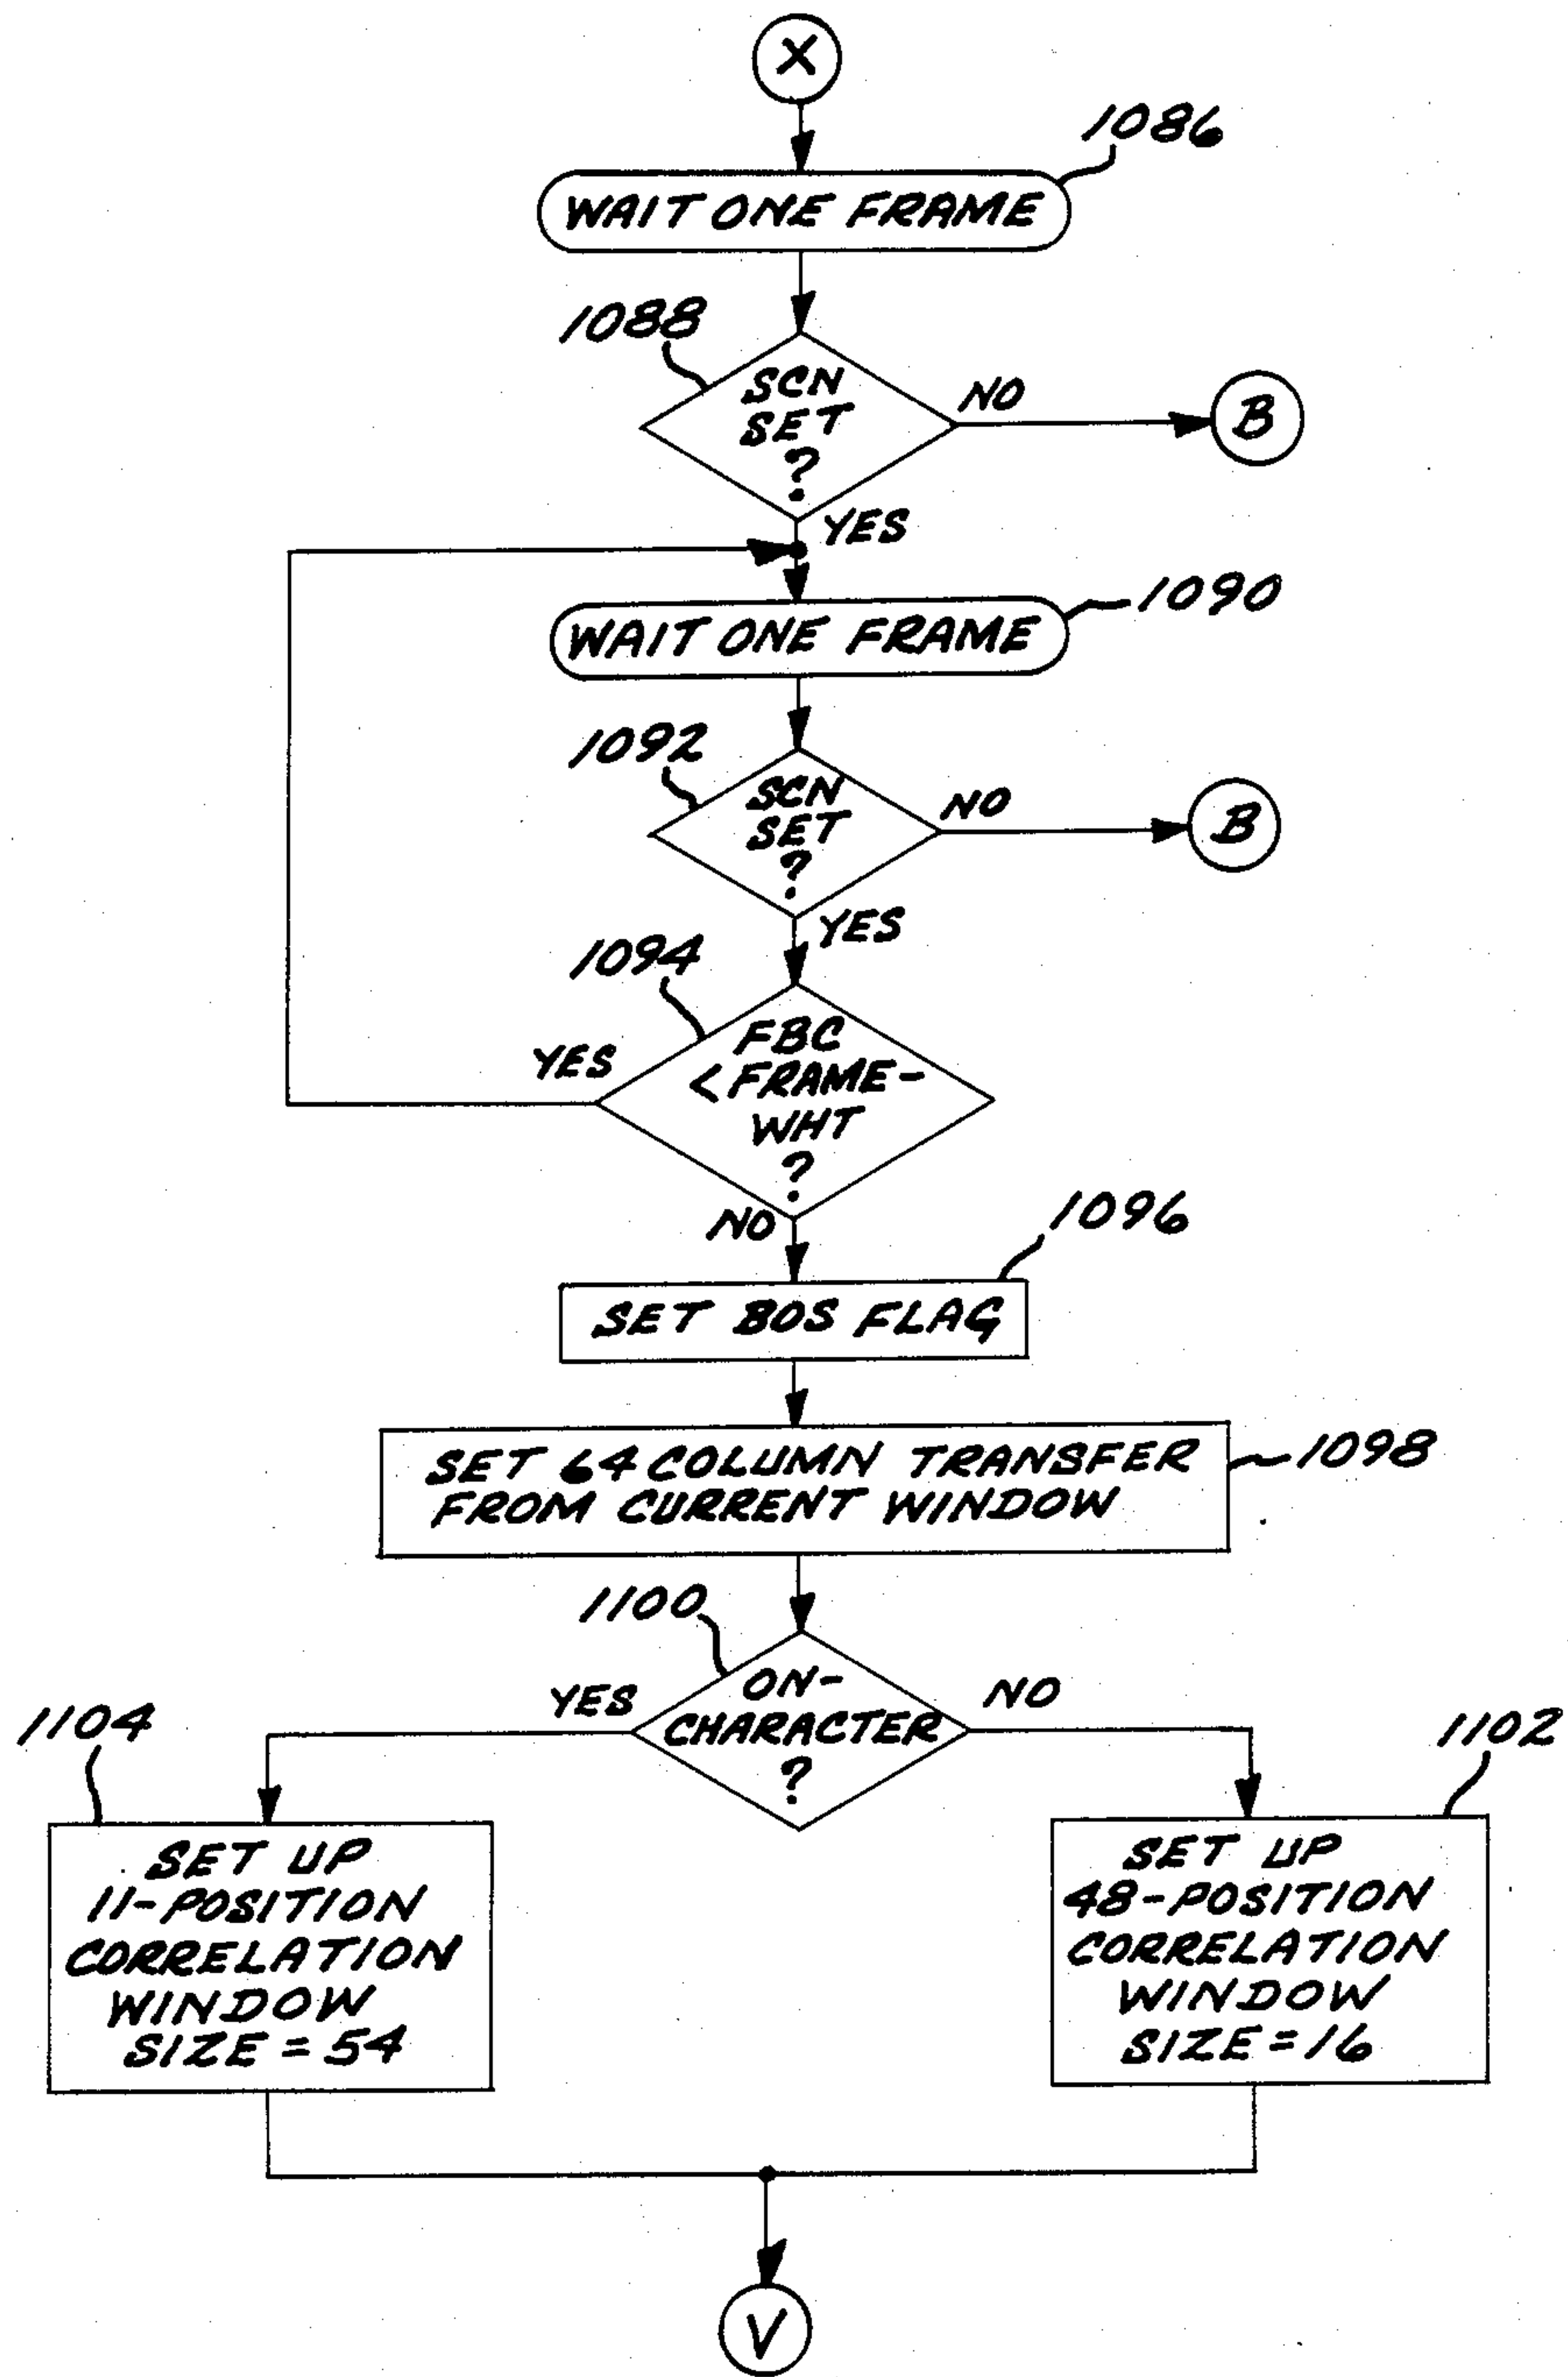 X
1086
WAIT ONE FRAME
1088
SCN
SET
?
NO
B
YES
1090
WAIT ONE FRAME
1092
SCN
SET
?
NO
B
YES
1094
FBC
< FRAME-
WHT
?
YES
NO
1096
SET BOS FLAG
SET 64 COLUMN TRANSFER
FROM CURRENT WINDOW
1098
1100
ON-
CHARACTER
?
YES
NO
1104
1102
SET UP
11-POSITION
CORRELATION
WINDOW
SIZE = 54
SET UP
48-POSITION
CORRELATION
WINDOW
SIZE = 16
V